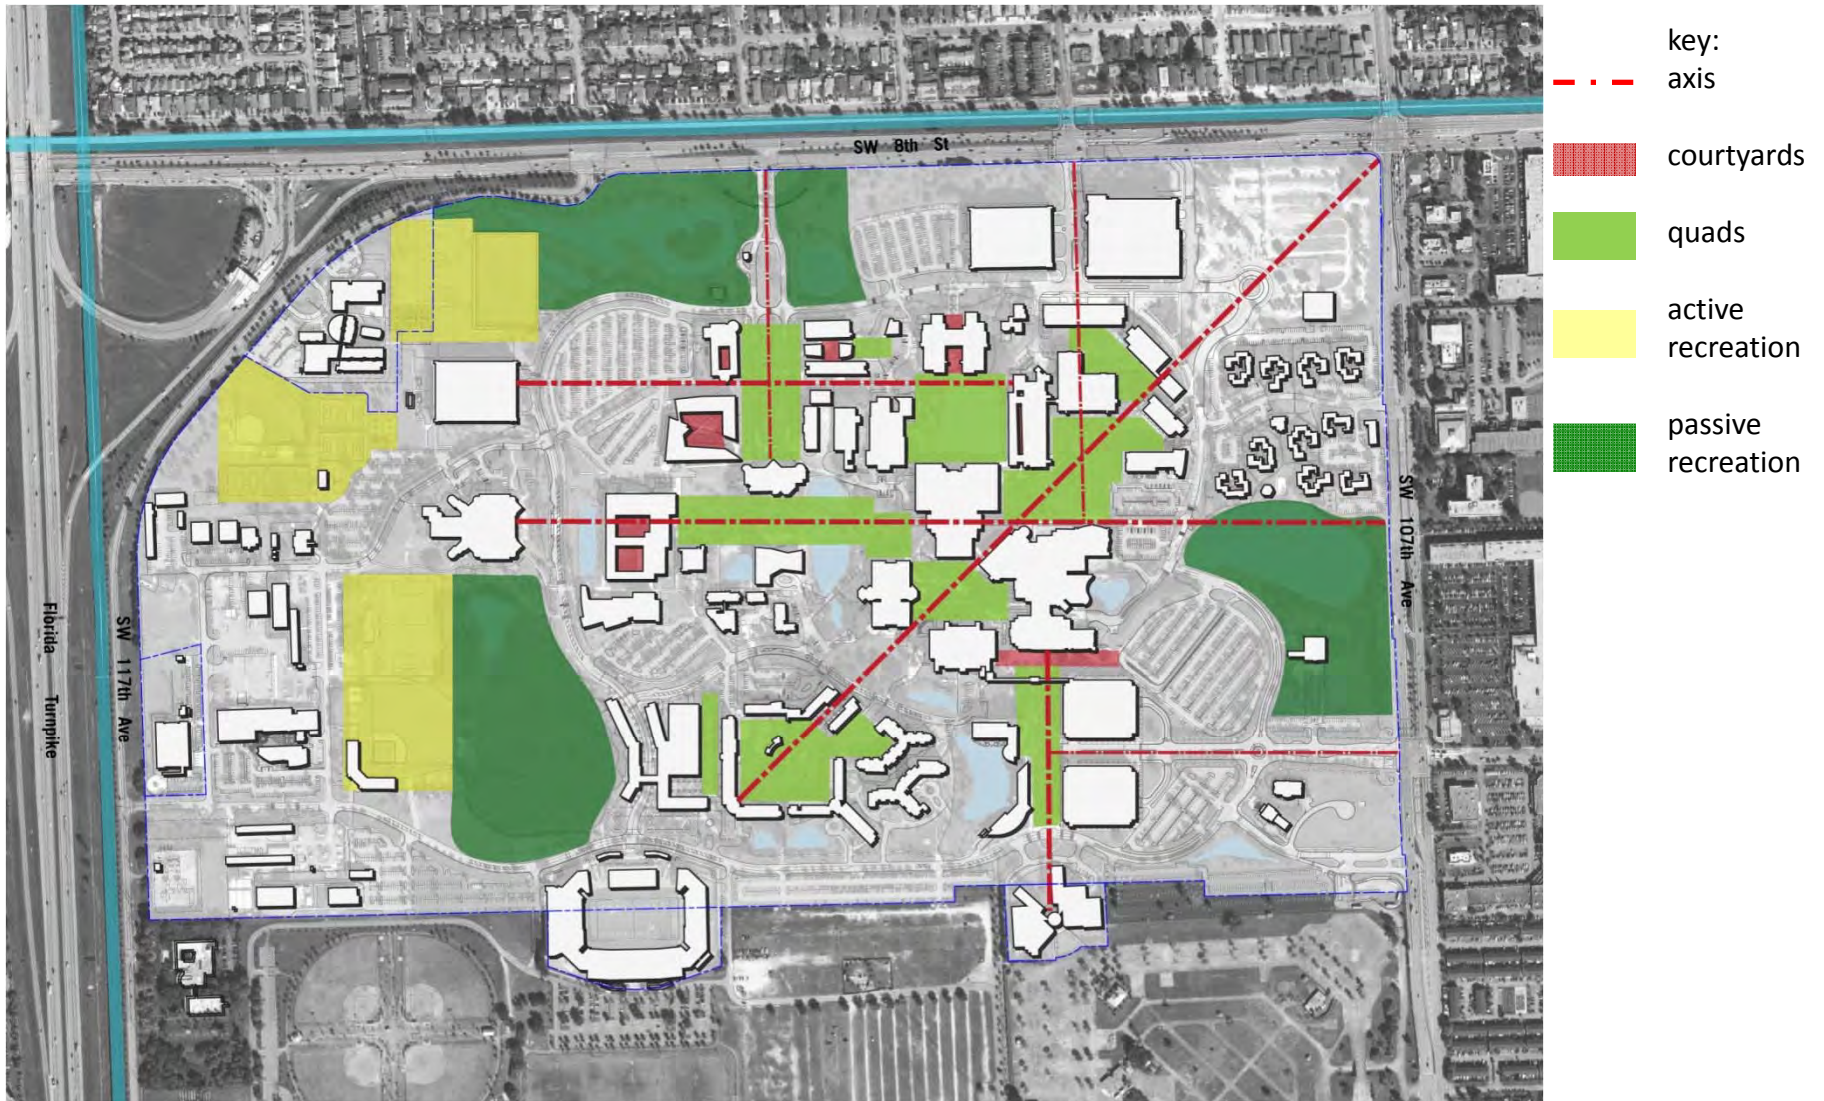 key:
axis
courtyards
quads
active
recreation
passive
recreation
SW 8th St
SW 107th Ave
SW 117th Ave
Florida Turnpike